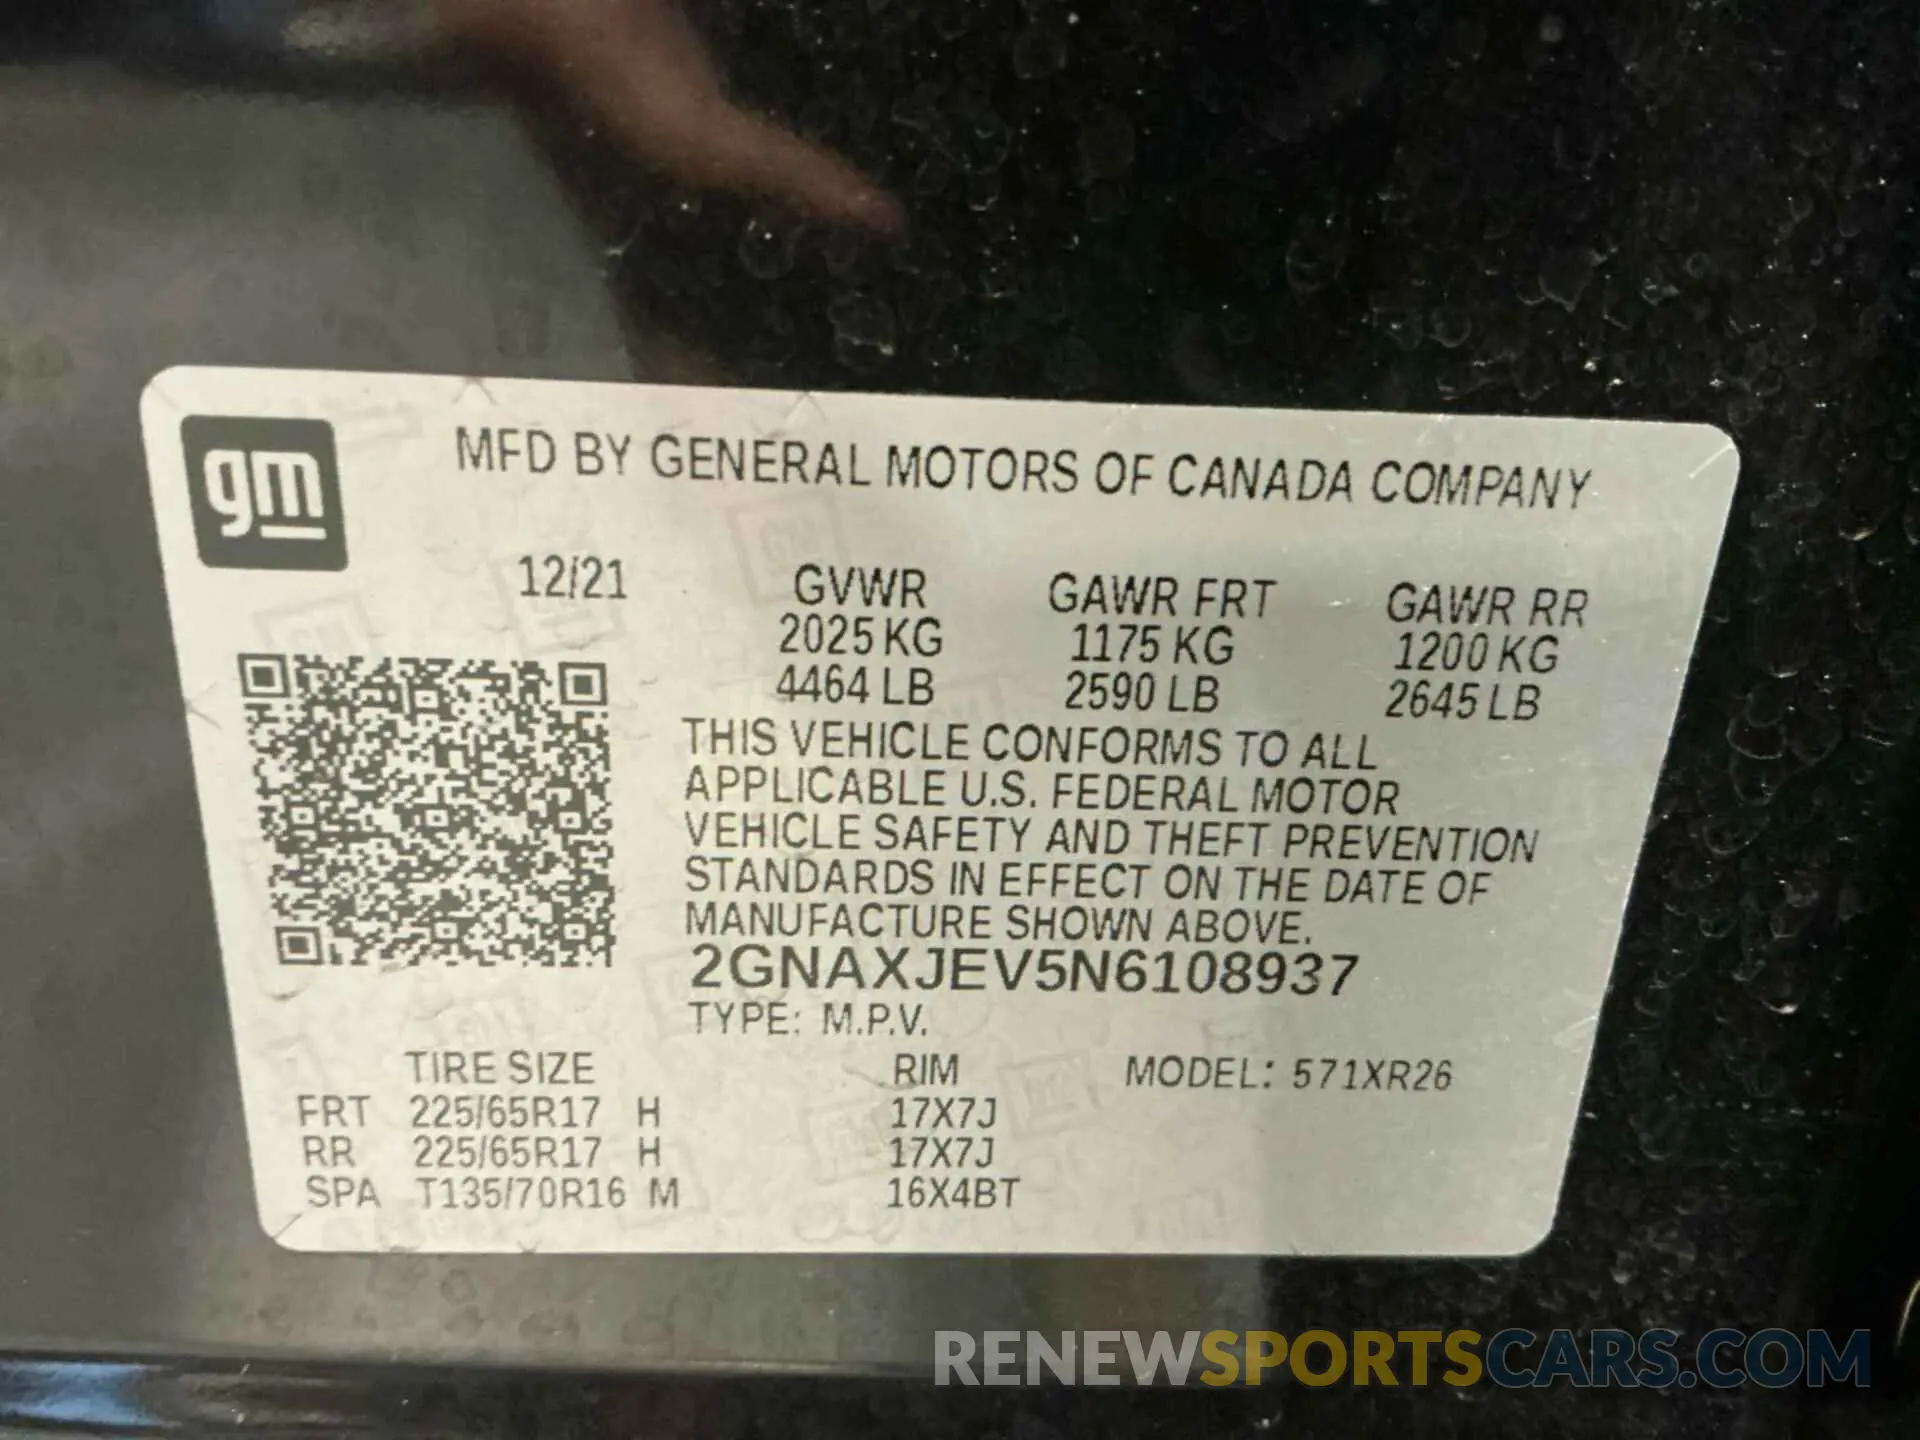 gm
MFD BY GENERAL MOTORS OF CANADA COMPANY
12/21 GVWR GAWR FRT GAWR RR
2025 KG 1175 KG 1200 KG
4464 LB 2590 LB 2645 LB
THIS VEHICLE CONFORMS TO ALL
APPLICABLE U.S. FEDERAL MOTOR
VEHICLE SAFETY AND THEFT PREVENTION
STANDARDS IN EFFECT ON THE DATE OF
MANUFACTURE SHOWN ABOVE.
2GNAXJEV5N6108937
TYPE: M.P.V.
TIRE SIZE RIM MODEL: 571XR26
FRT 225/65R17 H 17X7J
RR 225/65R17 H 17X7J
SPA T135/70R16 M 16X4BT
RENEWSPORTSCARS.COM